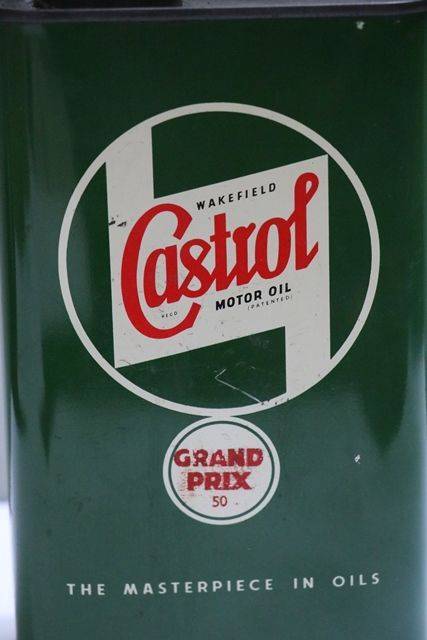 WAKEFIELD
Castrol
REGD
MOTOR OIL
(PATENTED)
GRAND
PRIX
50
THE MASTERPIECE IN OILS